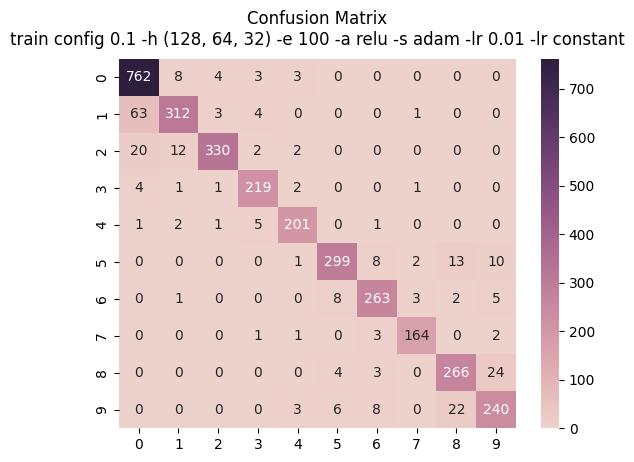 Confusion Matrix
train config 0.1 -h (128, 64, 32) -e 100 -a relu -s adam -lr 0.01 -lr constant
0 762 8 4 3 3 0 0 0 0 0
1 63 312 3 4 0 0 0 1 0 0
2 20 12 330 2 2 0 0 0 0 0
3 4 1 1 219 2 0 0 1 0 0
4 1 2 1 5 201 0 1 0 0 0
5 0 0 0 0 1 299 8 2 13 10
6 0 1 0 0 0 8 263 3 2 5
7 0 0 0 1 1 0 3 164 0 2
8 0 0 0 0 0 4 3 0 266 24
9 0 0 0 0 3 6 8 0 22 240
0 1 2 3 4 5 6 7 8 9
700
600
500
400
300
200
100
0